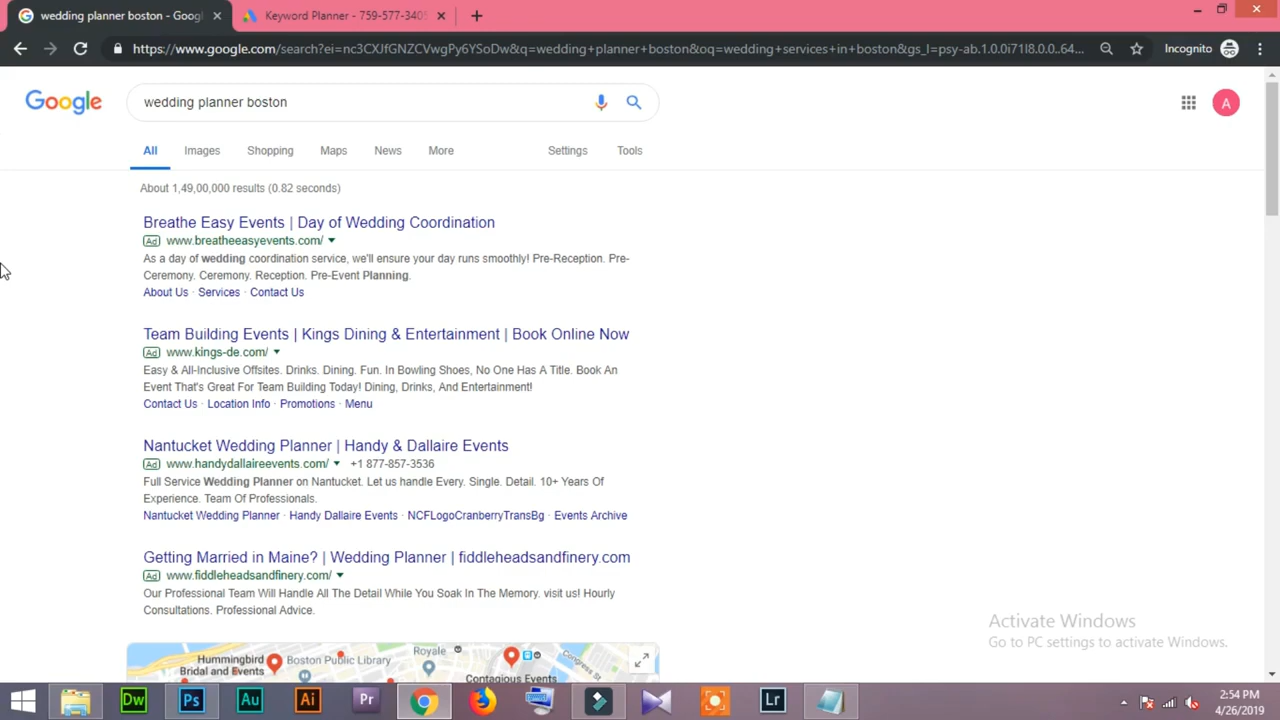 wedding planner boston - Goog
Keyword Planner - 759-577-3405
https://www.google.com/search?ei=nc3CXJfGNZCVwgPy6YSoDw&q=wedding+planner+boston&oq=wedding+services+in+boston&gs_l=psy-ab.1.0.0i71l8.0.0..64...
Incognito
Google
wedding planner boston
A
All Images Shopping Maps News More Settings Tools
About 1,49,00,000 results (0.82 seconds)
Breathe Easy Events | Day of Wedding Coordination
Ad www.breatheeasyevents.com/
As a day of wedding coordination service, we'll ensure your day runs smoothly! Pre-Reception. Pre-
Ceremony. Ceremony. Reception. Pre-Event Planning.
About Us · Services · Contact Us
Team Building Events | Kings Dining & Entertainment | Book Online Now
Ad www.kings-de.com/
Easy & All-Inclusive Offsites. Drinks. Dining. Fun. In Bowling Shoes, No One Has A Title. Book An
Event That's Great For Team Building Today! Dining, Drinks, And Entertainment!
Contact Us · Location Info · Promotions · Menu
Nantucket Wedding Planner | Handy & Dallaire Events
Ad www.handydallaireevents.com/ +1 877-857-3536
Full Service Wedding Planner on Nantucket. Let us handle Every. Single. Detail. 10+ Years Of
Experience. Team Of Professionals.
Nantucket Wedding Planner · Handy Dallaire Events · NCFLogoCranberryTransBg · Events Archive
Getting Married in Maine? | Wedding Planner | fiddleheadsandfinery.com
Ad www.fiddleheadsandfinery.com/
Our Professional Team Will Handle All The Detail While You Soak In The Memory. visit us! Hourly
Consultations. Professional Advice.
Activate Windows
Go to PC settings to activate Windows.
Hummingbird
Bridal and Events
Boston Public Library
Royale
Contagious Events
Congress St
Dw Ps Au Ai Pr Lr
2:54 PM
4/26/2019